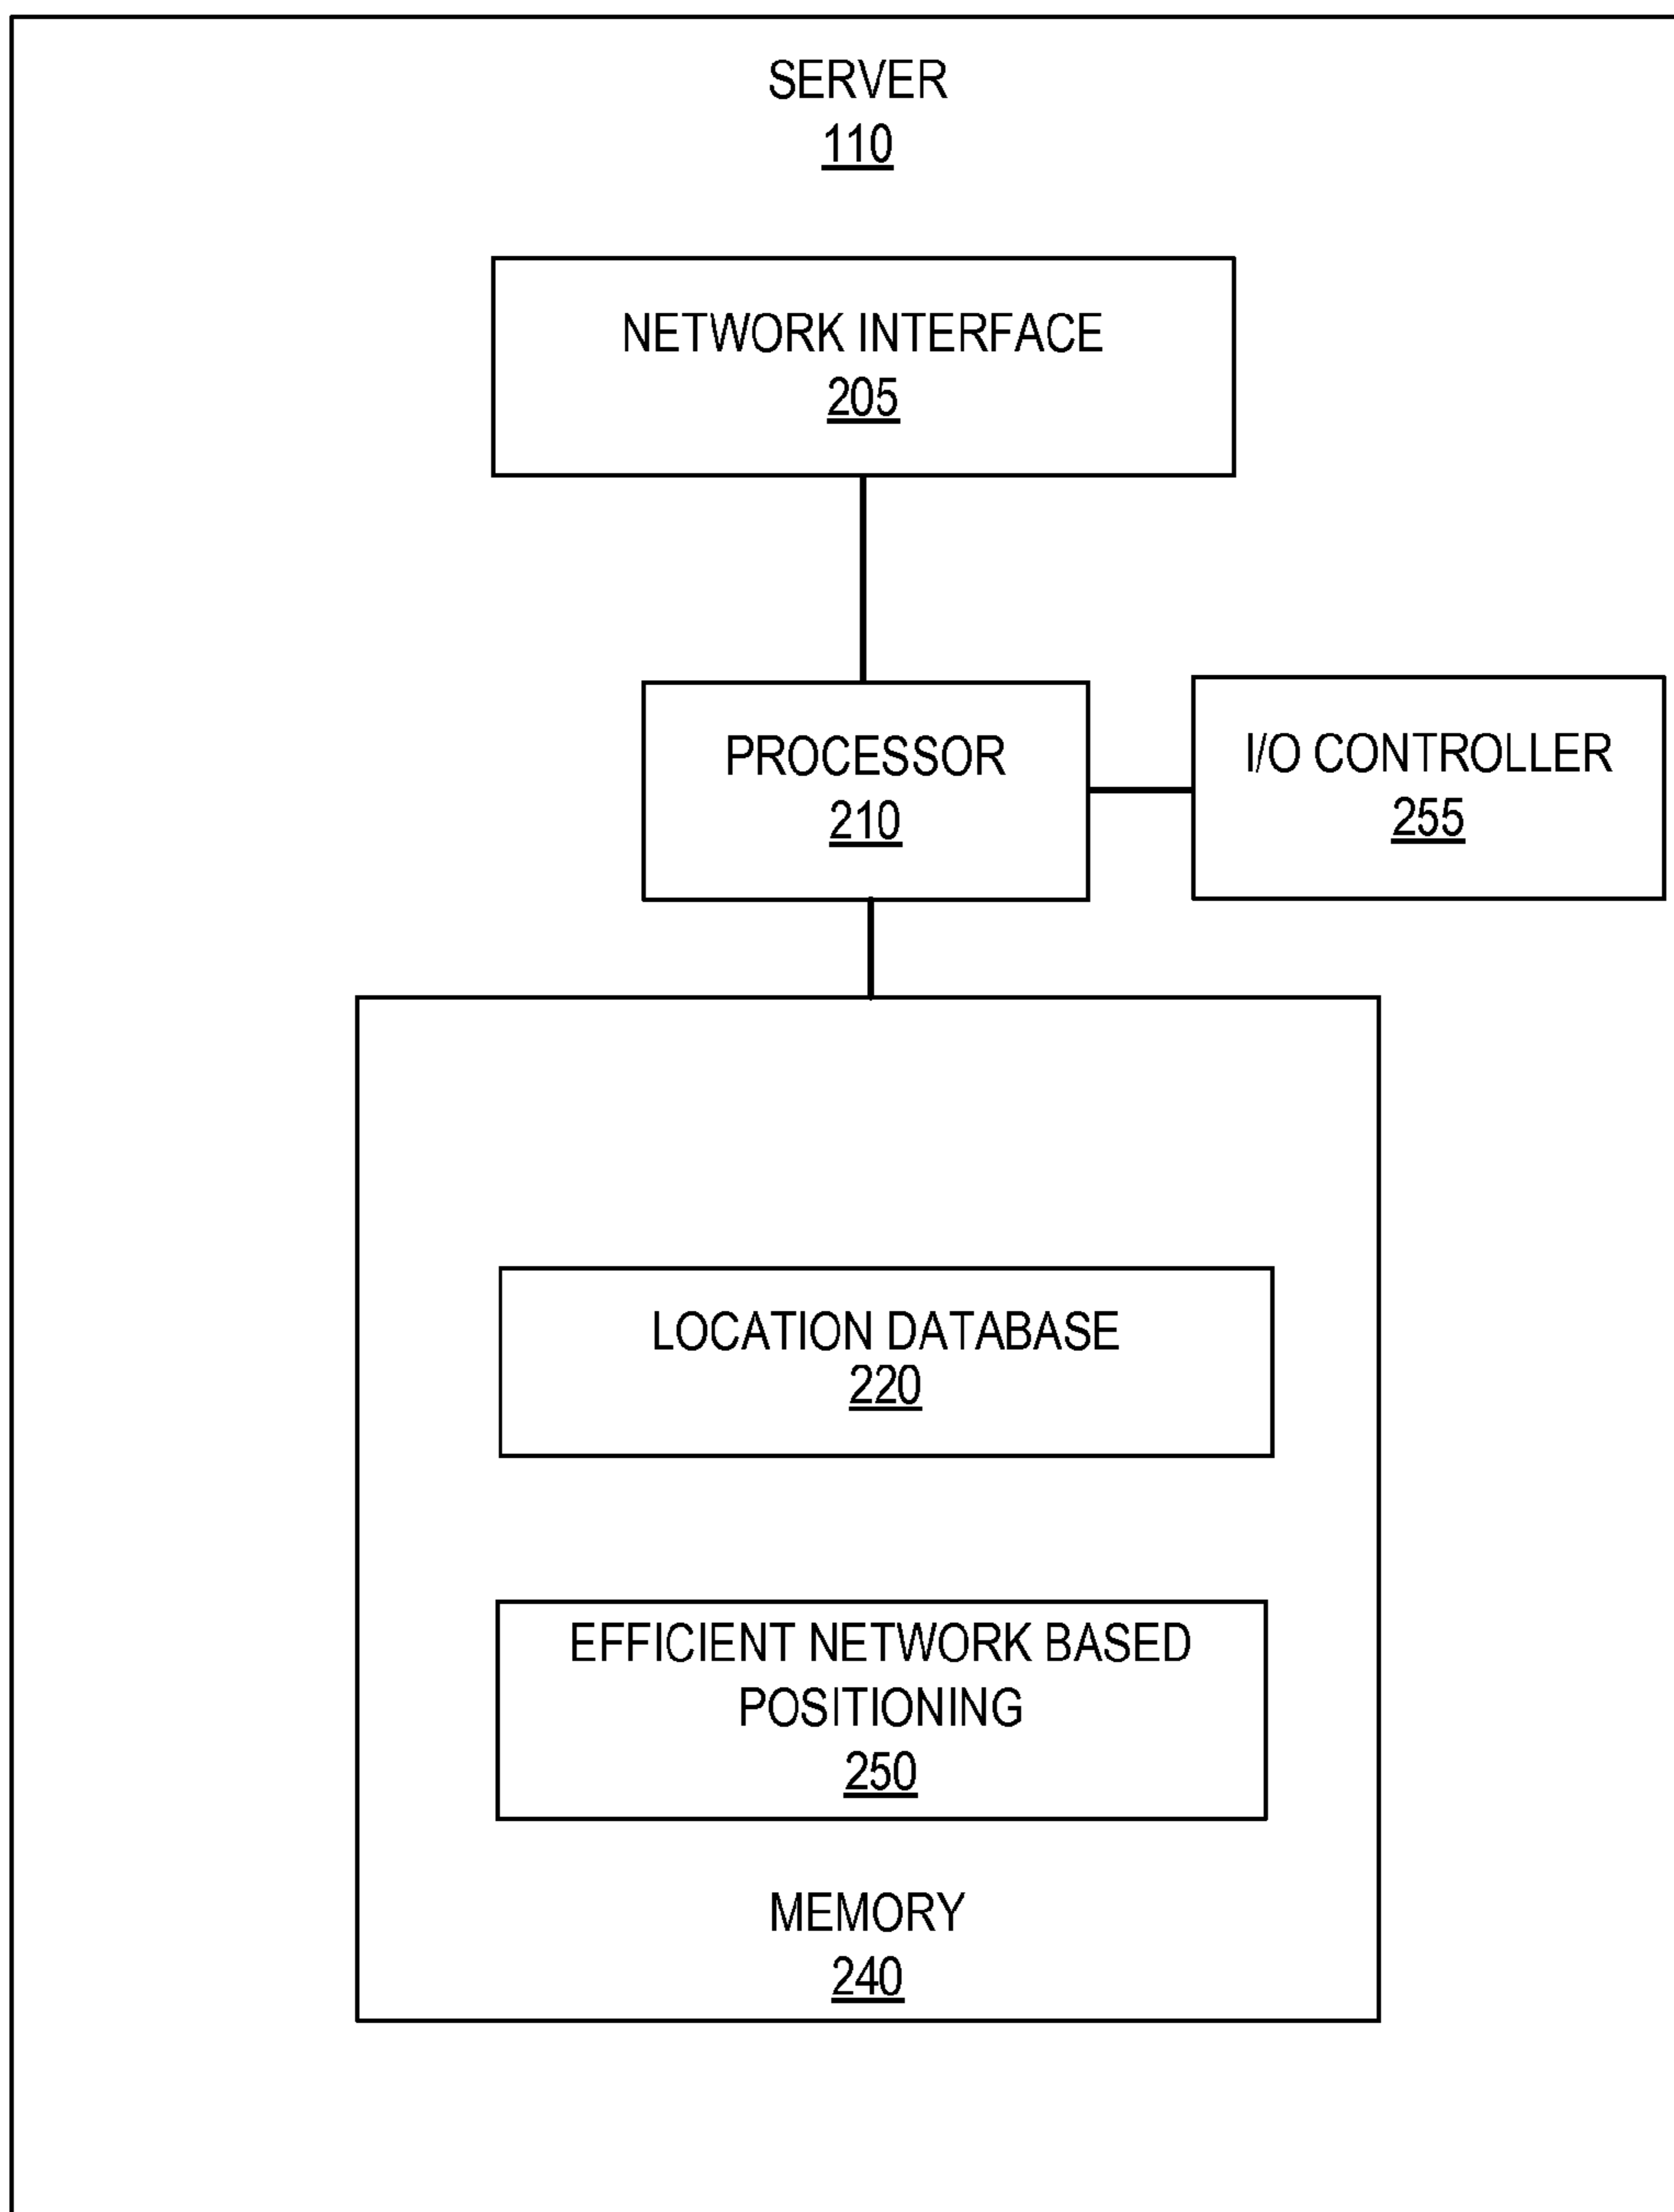 SERVER
110
NETWORK INTERFACE
205
PROCESSOR
210
I/O CONTROLLER
255
LOCATION DATABASE
220
EFFICIENT NETWORK BASED
POSITIONING
250
MEMORY
240